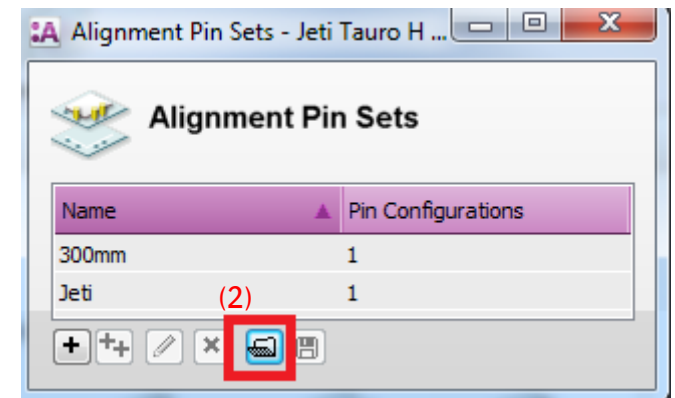 :A Alignment Pin Sets - Jeti Tauro H ...
Alignment Pin Sets
Name Pin Configurations
300mm 1
Jeti 1
(2)